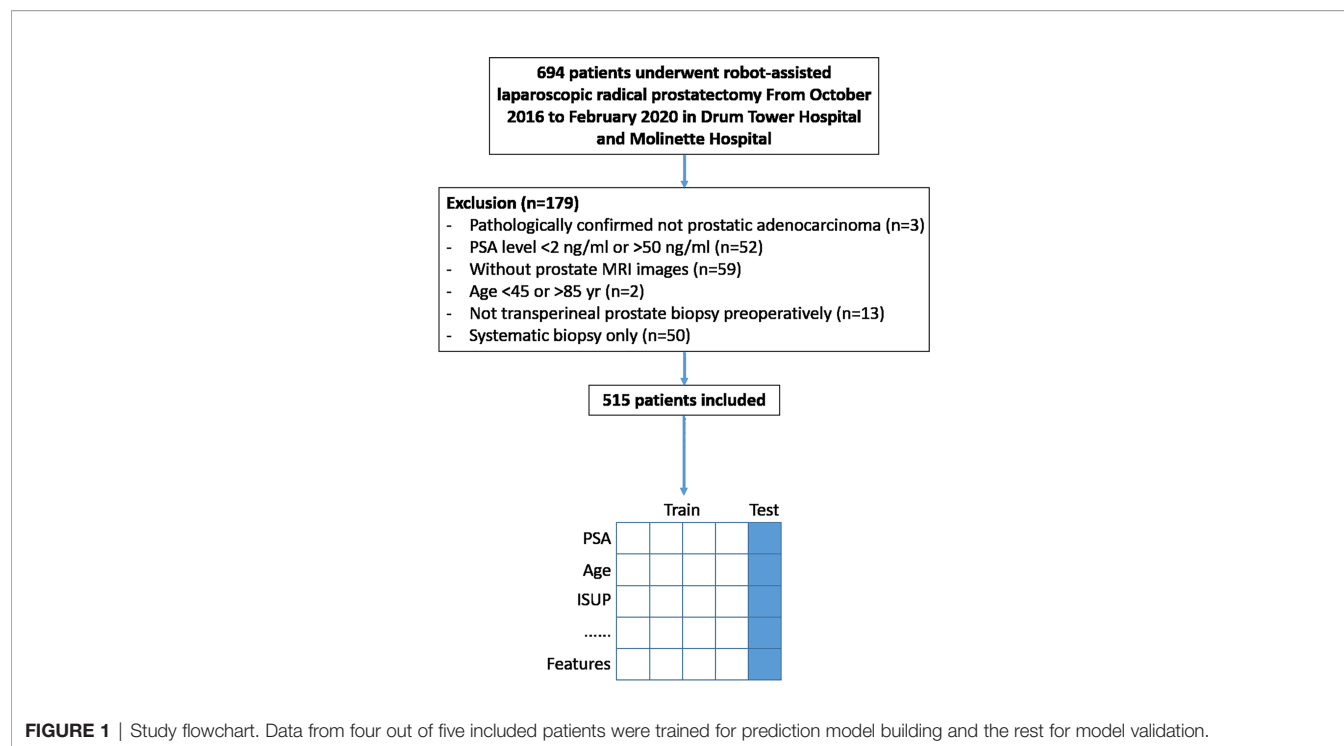 694 patients underwent robot-assisted
laparoscopic radical prostatectomy From October
2016 to February 2020 in Drum Tower Hospital
and Molinette Hospital
Exclusion (n=179)
- Pathologically confirmed not prostatic adenocarcinoma (n=3)
- PSA level <2 ng/ml or >50 ng/ml (n=52)
- Without prostate MRI images (n=59)
- Age <45 or >85 yr (n=2)
- Not transperineal prostate biopsy preoperatively (n=13)
- Systematic biopsy only (n=50)
515 patients included
Train Test
PSA
Age
ISUP
......
Features
FIGURE 1 | Study flowchart. Data from four out of five included patients were trained for prediction model building and the rest for model validation.